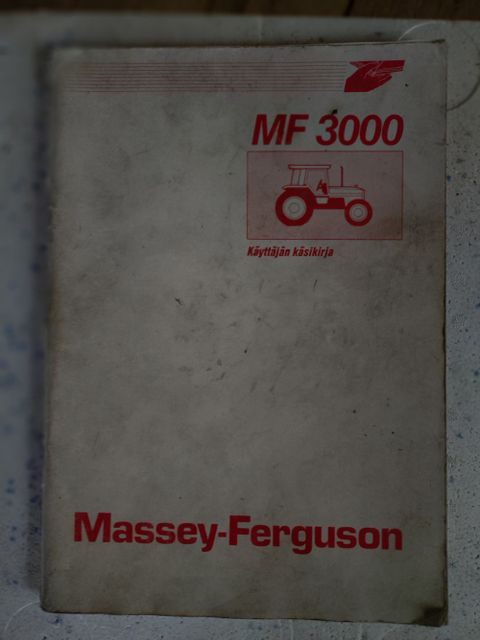 MF 3000
Käyttäjän käsikirja
Massey-Ferguson